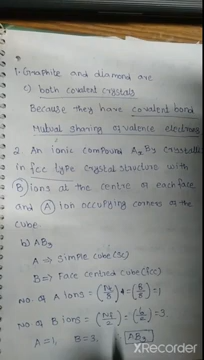 1. Graphite and diamond are
c) both covalent crystals
Because they have covalent bond
Mutual sharing of valence electrons
2. An ionic compound AxBy crystalli
in fcc type crystal structure with
B ions at the centre of each face
and A ion occupying corners of the
cube
b) AB3
A ⇒ Simple cube (sc)
B ⇒ Face centred cube (fcc)
No of A ions = (Nc/8) = (8/8) = 1
No of B ions = (Nf/2) = (6/2) = 3
A = 1, B = 3, AB3
XRecorder